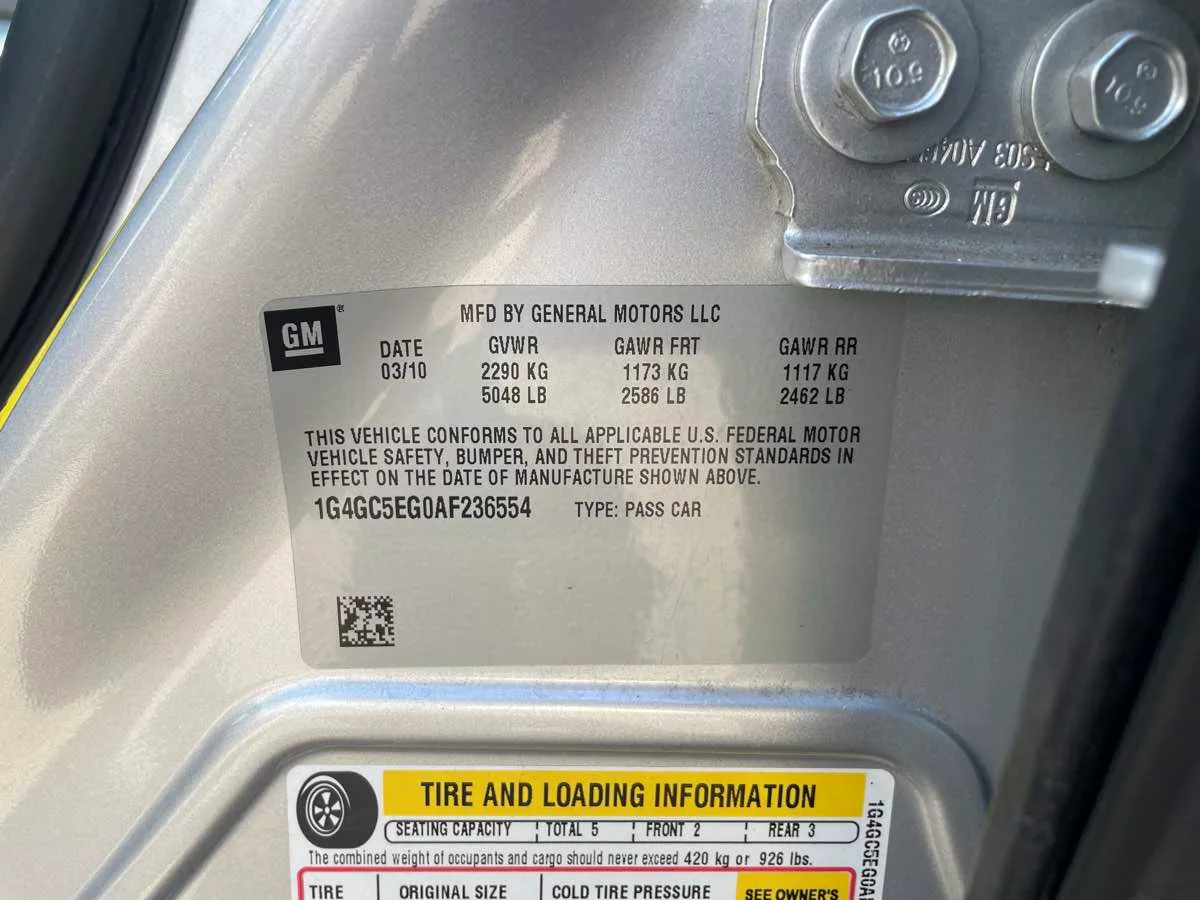 10.9
10.9
GM
GM®
MFD BY GENERAL MOTORS LLC
DATE GVWR GAWR FRT GAWR RR
03/10 2290 KG 1173 KG 1117 KG
5048 LB 2586 LB 2462 LB
THIS VEHICLE CONFORMS TO ALL APPLICABLE U.S. FEDERAL MOTOR
VEHICLE SAFETY, BUMPER, AND THEFT PREVENTION STANDARDS IN
EFFECT ON THE DATE OF MANUFACTURE SHOWN ABOVE.
1G4GC5EG0AF236554 TYPE: PASS CAR
TIRE AND LOADING INFORMATION
SEATING CAPACITY TOTAL 5 FRONT 2 REAR 3
The combined weight of occupants and cargo should never exceed 420 kg or 926 lbs.
TIRE ORIGINAL SIZE COLD TIRE PRESSURE SEE OWNER'S
1G4GC5EG0A